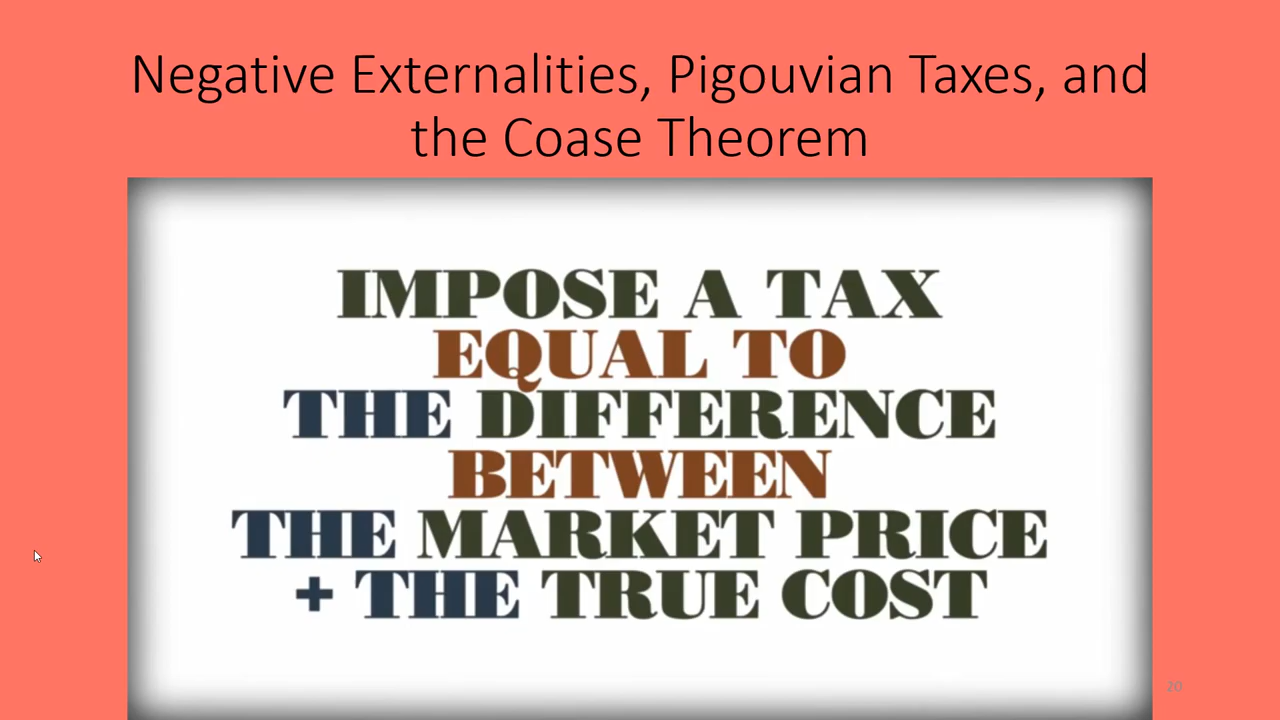 Negative Externalities, Pigouvian Taxes, and
the Coase Theorem
IMPOSE A TAX
EQUAL TO
THE DIFFERENCE
BETWEEN
THE MARKET PRICE
+ THE TRUE COST
20